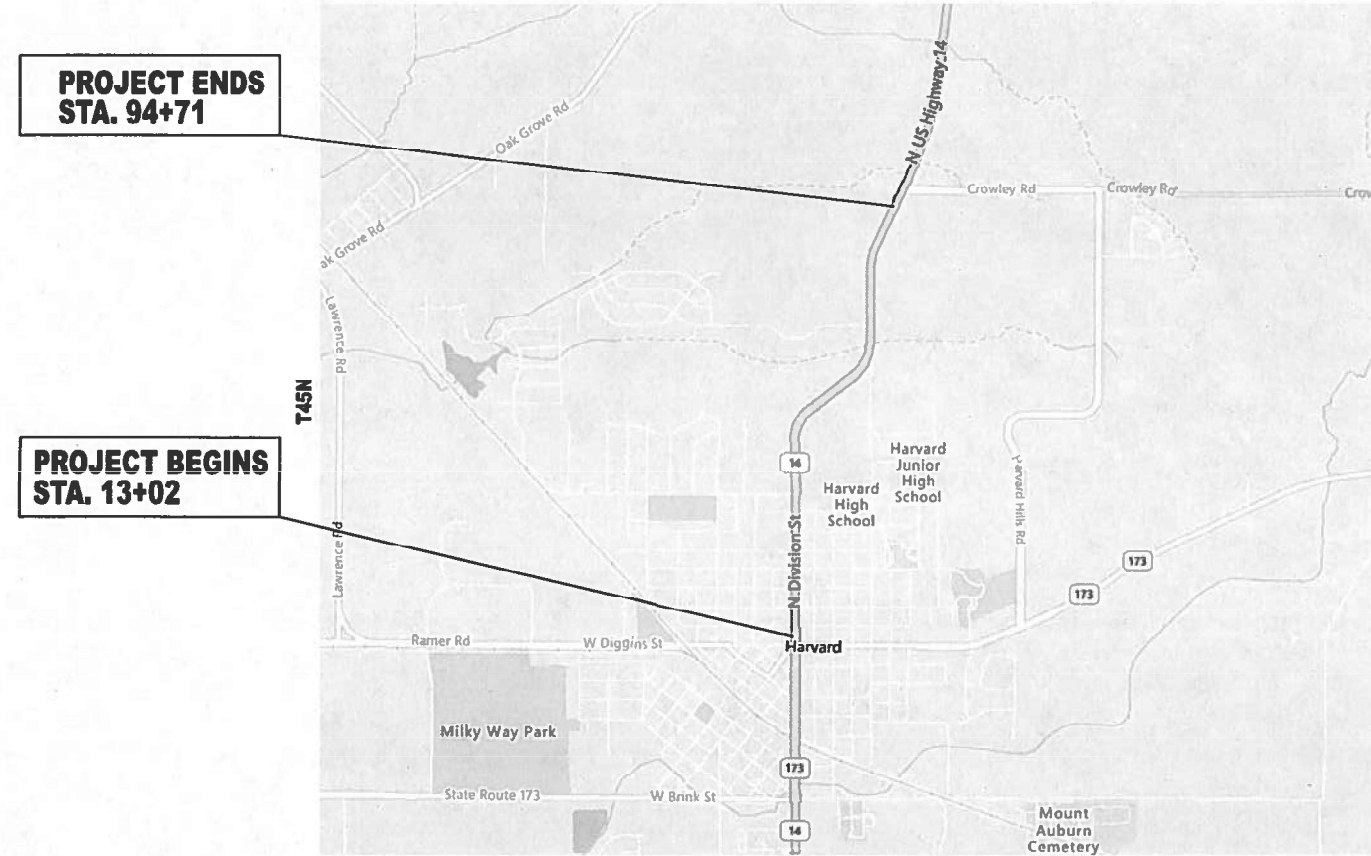 PROJECT ENDS
STA. 94+71
N US Highway 14
Oak Grove Rd
Crowley Rd
Crowley Rd
Crow
ak Grove Rd
Lawrence Rd
T45N
PROJECT BEGINS
STA. 13+02
14
Harvard
Junior
High
School
Harvard
High
School
Harvard Hills Rd
N Division St
Lawrence Rd
173
173
Ramer Rd
W Diggins St
Harvard
Milky Way Park
173
State Route 173
W Brink St
14
Mount
Auburn
Cemetery